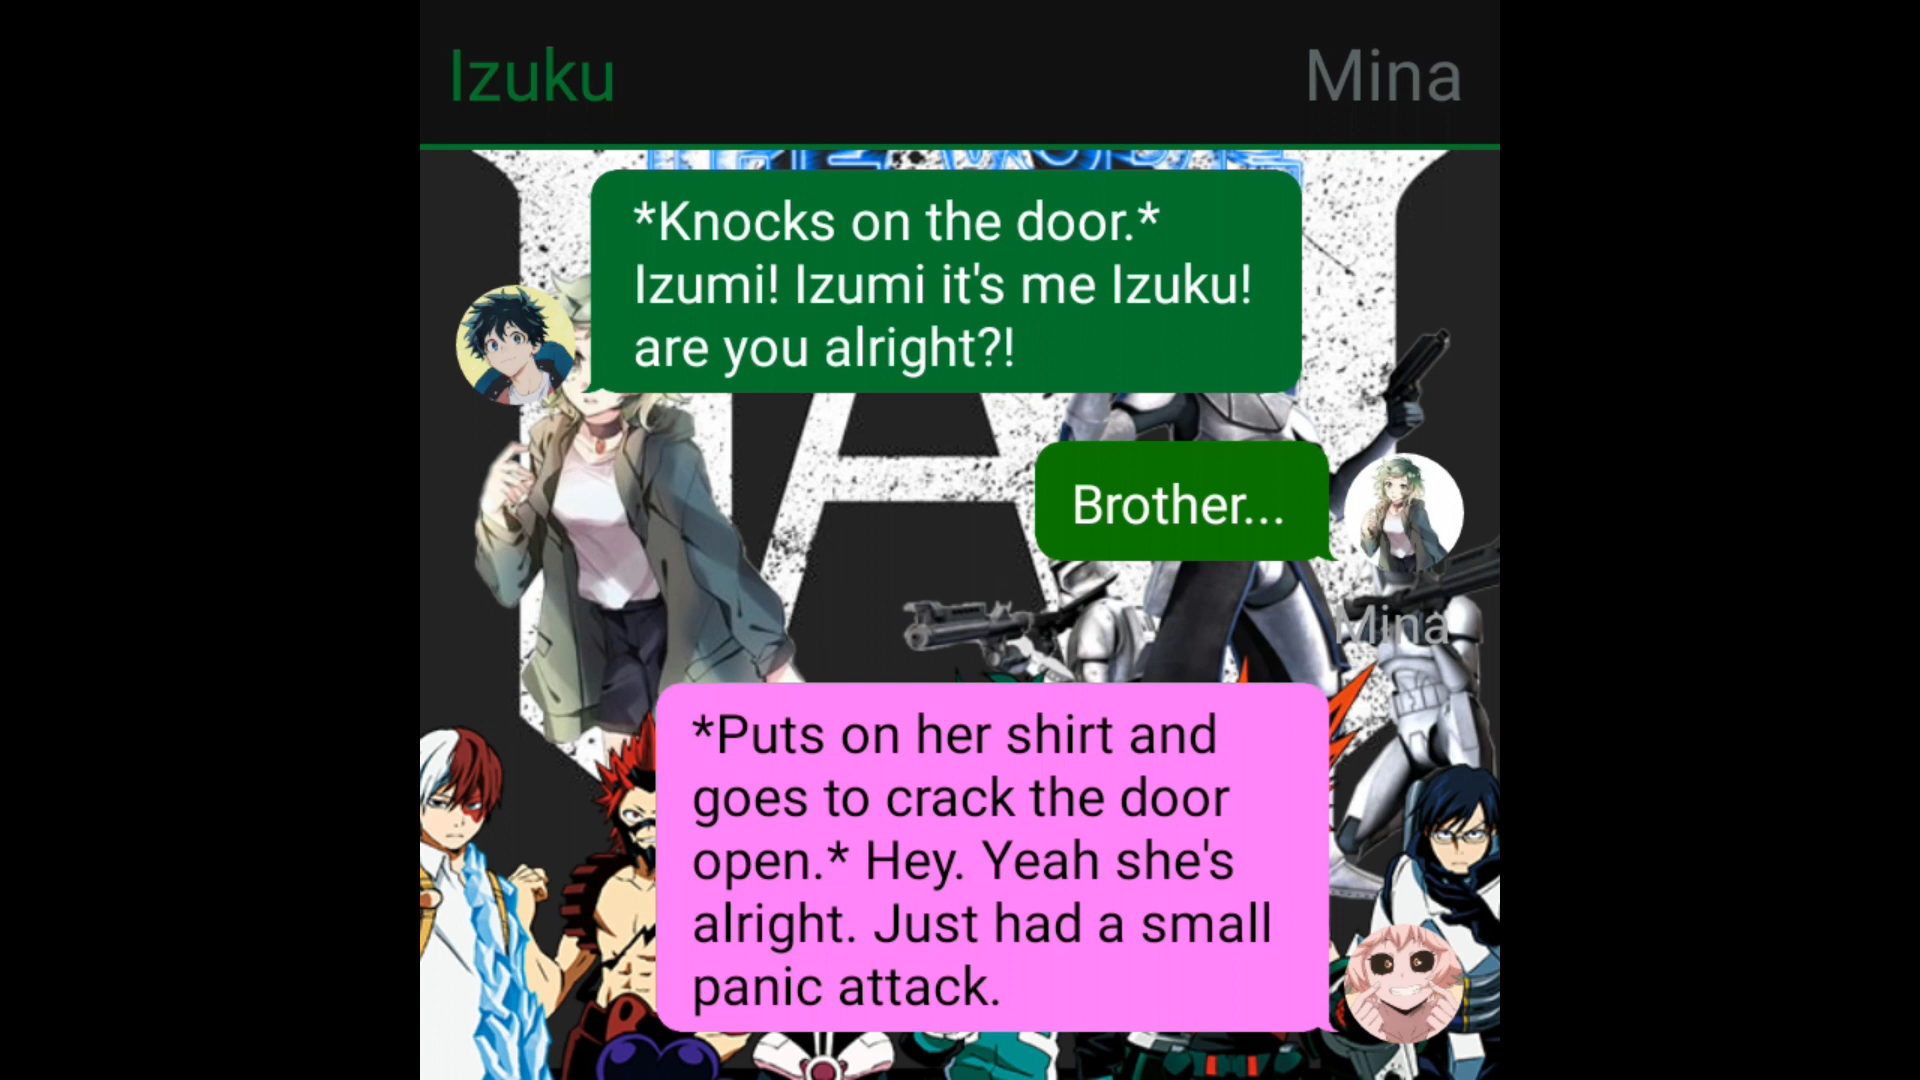 Izuku
Mina
*Knocks on the door.*
Izumi! Izumi it's me Izuku!
are you alright?!
Brother...
Mina
*Puts on her shirt and
goes to crack the door
open.* Hey. Yeah she's
alright. Just had a small
panic attack.